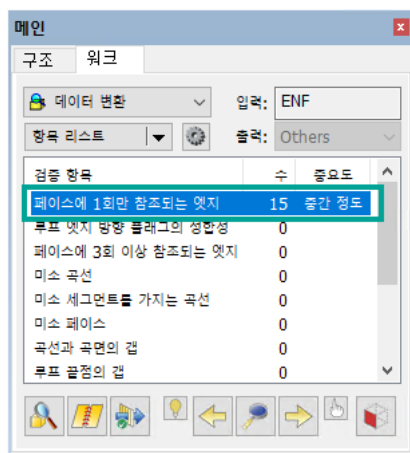 메인
구조 워크
데이터 변환 입력: ENF
항목 리스트 출력: Others
검증 항목 수 중요도
페이스에 1회만 참조되는 엣지 15 중간 정도
루프 엣지 방향 플래그의 정합성 0
페이스에 3회 이상 참조되는 엣지 0
미소 곡선 0
미소 세그먼트를 가지는 곡선 0
미소 페이스 0
곡선과 곡면의 갭 0
루프 끝점의 갭 0